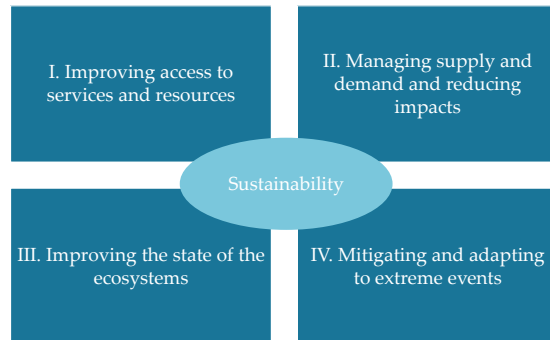 I. Improving access to
services and resources
II. Managing supply and
demand and reducing
impacts
Sustainability
III. Improving the state of the
ecosystems
IV. Mitigating and adapting
to extreme events